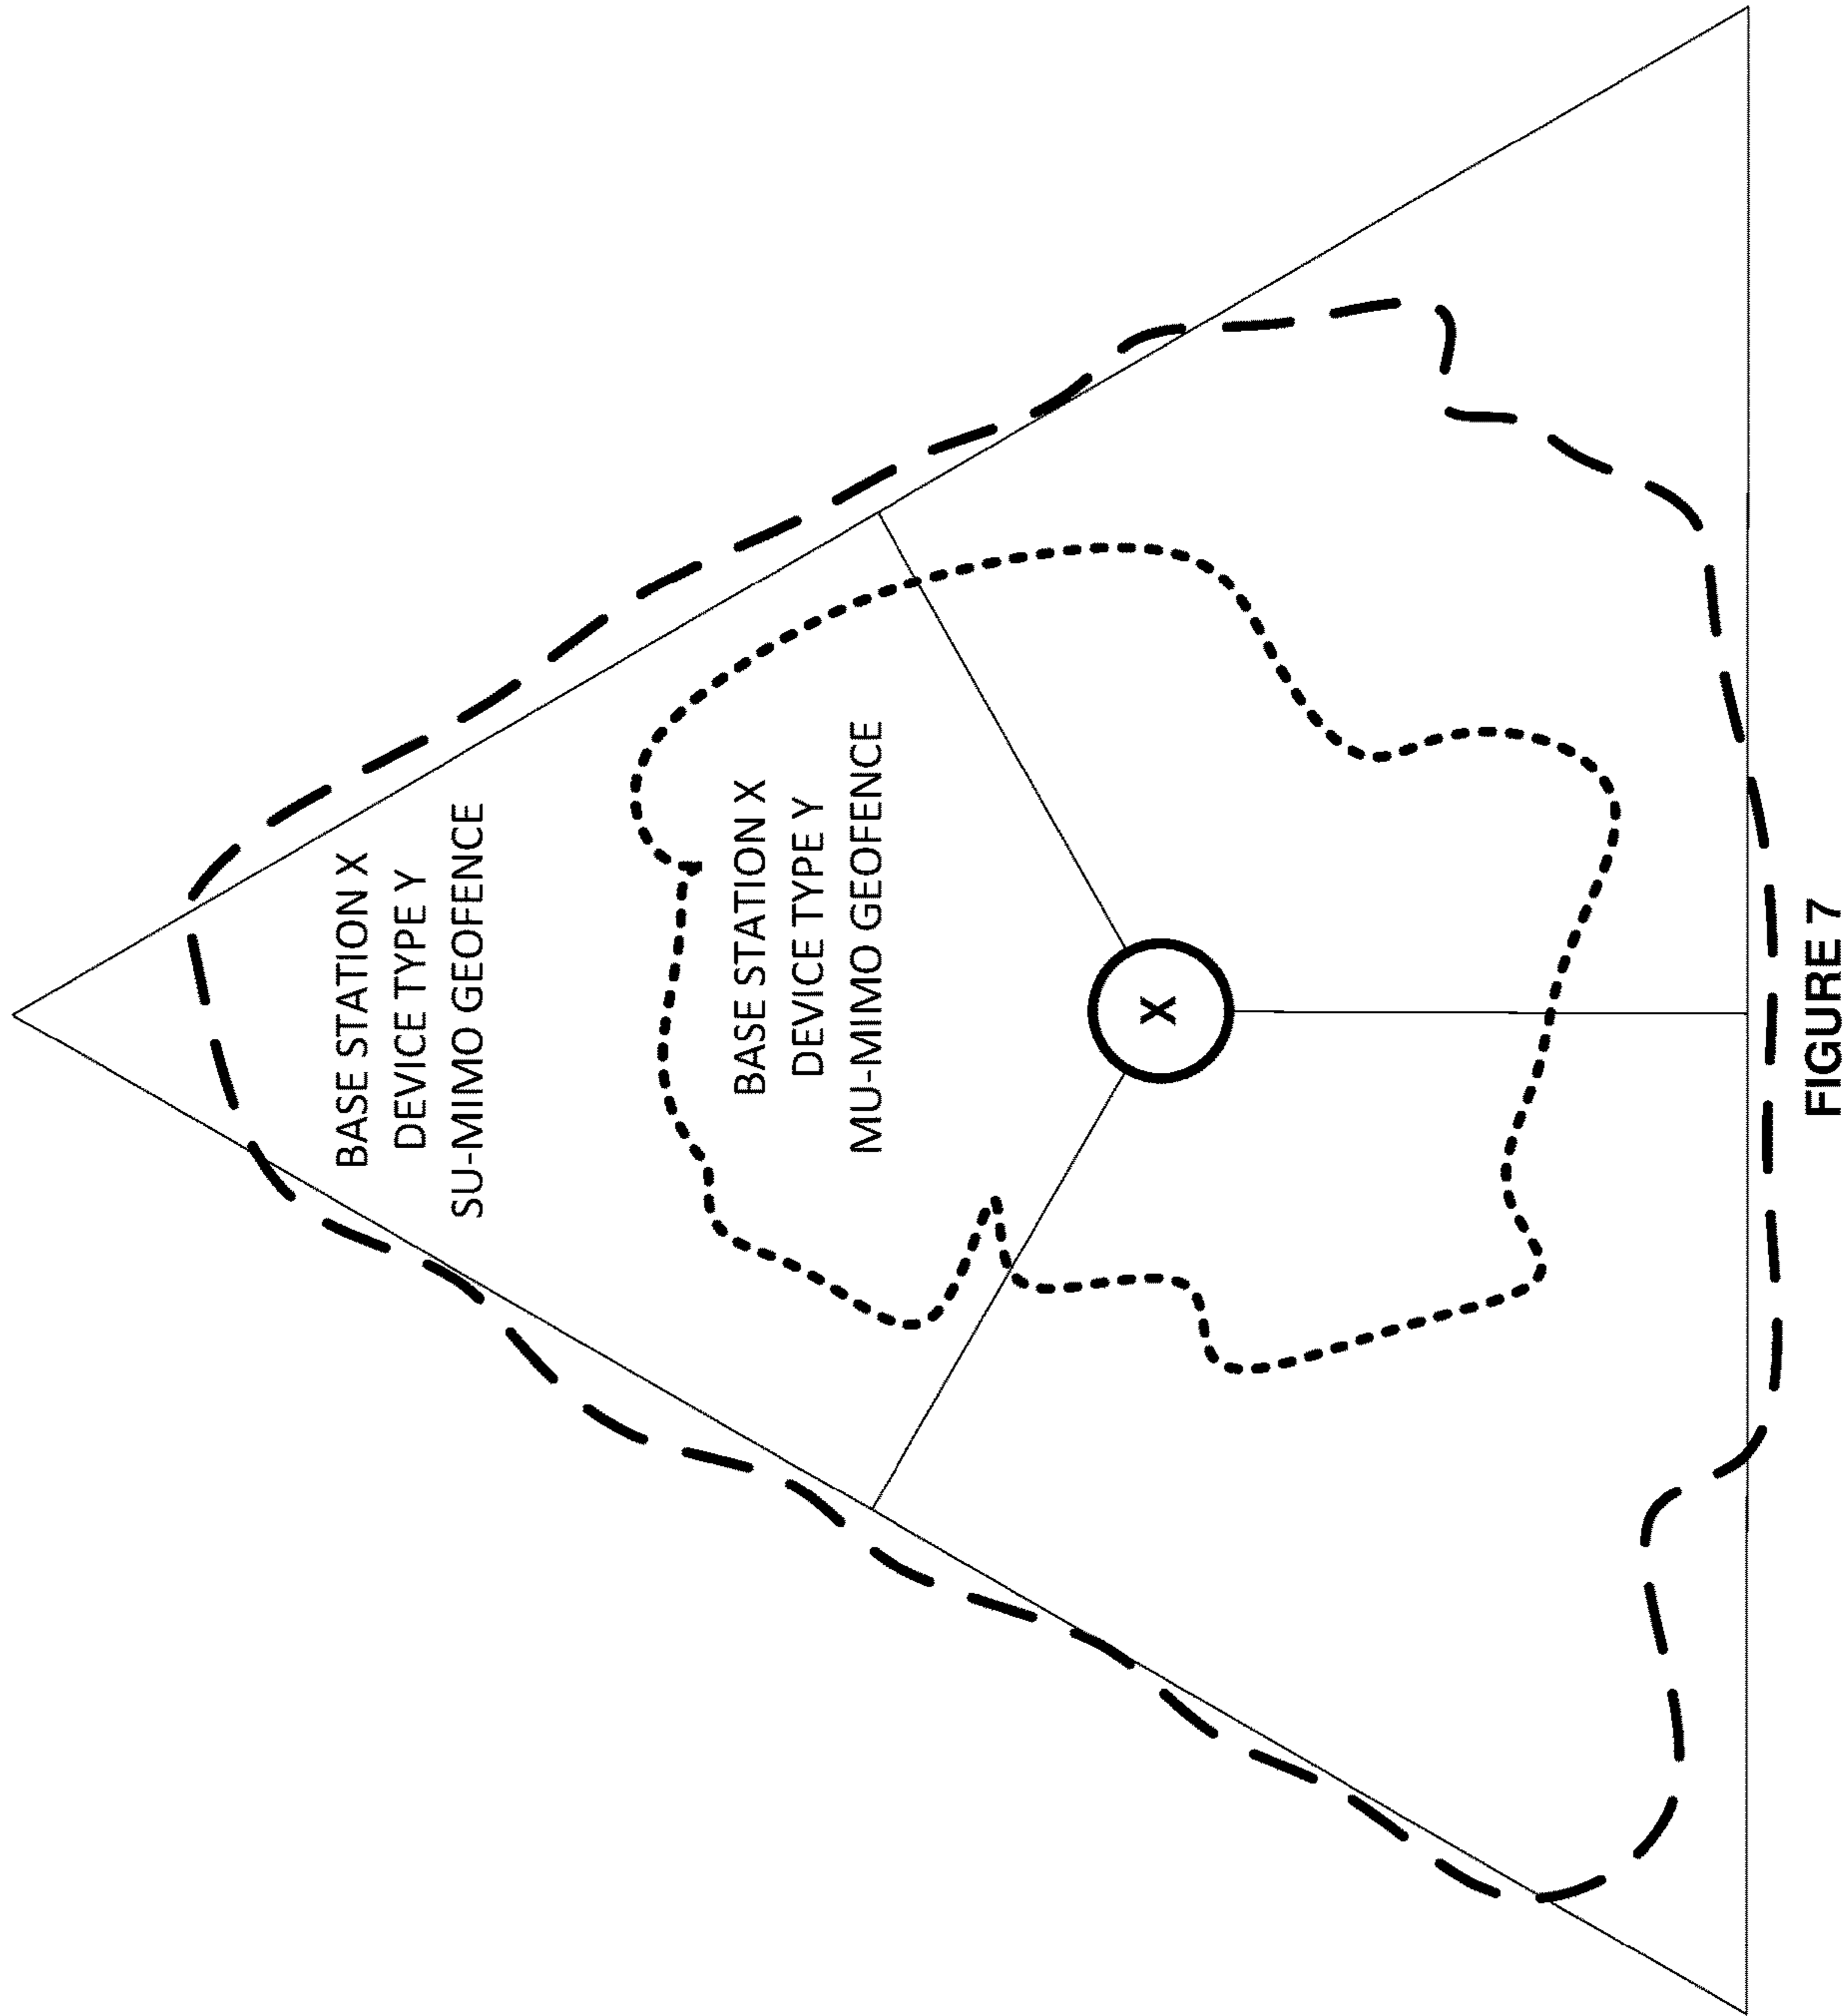 BASE STATION X
DEVICE TYPE Y
SU-MIMO GEOFENCE
BASE STATION X
DEVICE TYPE Y
MU-MIMO GEOFENCE
X
FIGURE 7